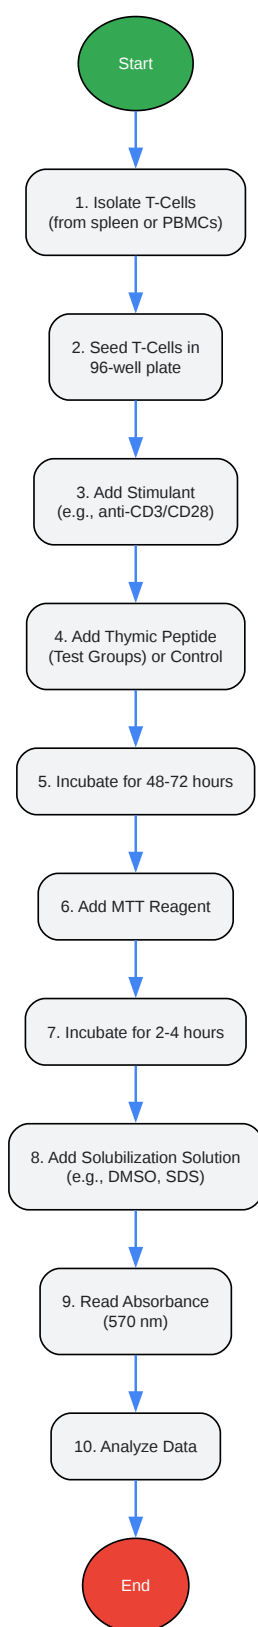 Start
1. Isolate T-Cells
(from spleen or PBMCs)
2. Seed T-Cells in
96-well plate
3. Add Stimulant
(e.g., anti-CD3/CD28)
4. Add Thymic Peptide
(Test Groups) or Control
5. Incubate for 48-72 hours
6. Add MTT Reagent
7. Incubate for 2-4 hours
8. Add Solubilization Solution
(e.g., DMSO, SDS)
9. Read Absorbance
(570 nm)
10. Analyze Data
End